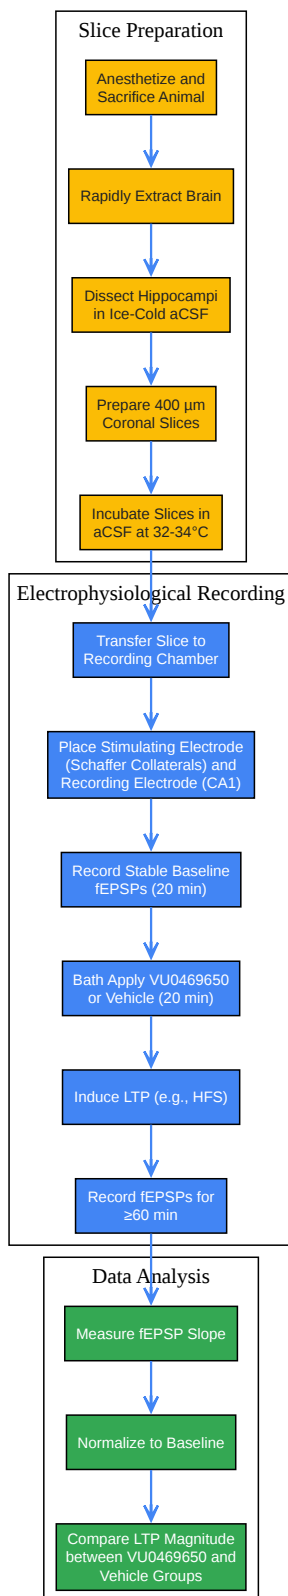 Slice Preparation
Anesthetize and
Sacrifice Animal
Rapidly Extract Brain
Dissect Hippocampi
in Ice-Cold aCSF
Prepare 400 µm
Coronal Slices
Incubate Slices in
aCSF at 32-34°C
Electrophysiological Recording
Transfer Slice to
Recording Chamber
Place Stimulating Electrode
(Schaffer Collaterals) and
Recording Electrode (CA1)
Record Stable Baseline
fEPSPs (20 min)
Bath Apply VU0469650
or Vehicle (20 min)
Induce LTP (e.g., HFS)
Record fEPSPs for
≥60 min
Data Analysis
Measure fEPSP Slope
Normalize to Baseline
Compare LTP Magnitude
between VU0469650 and
Vehicle Groups